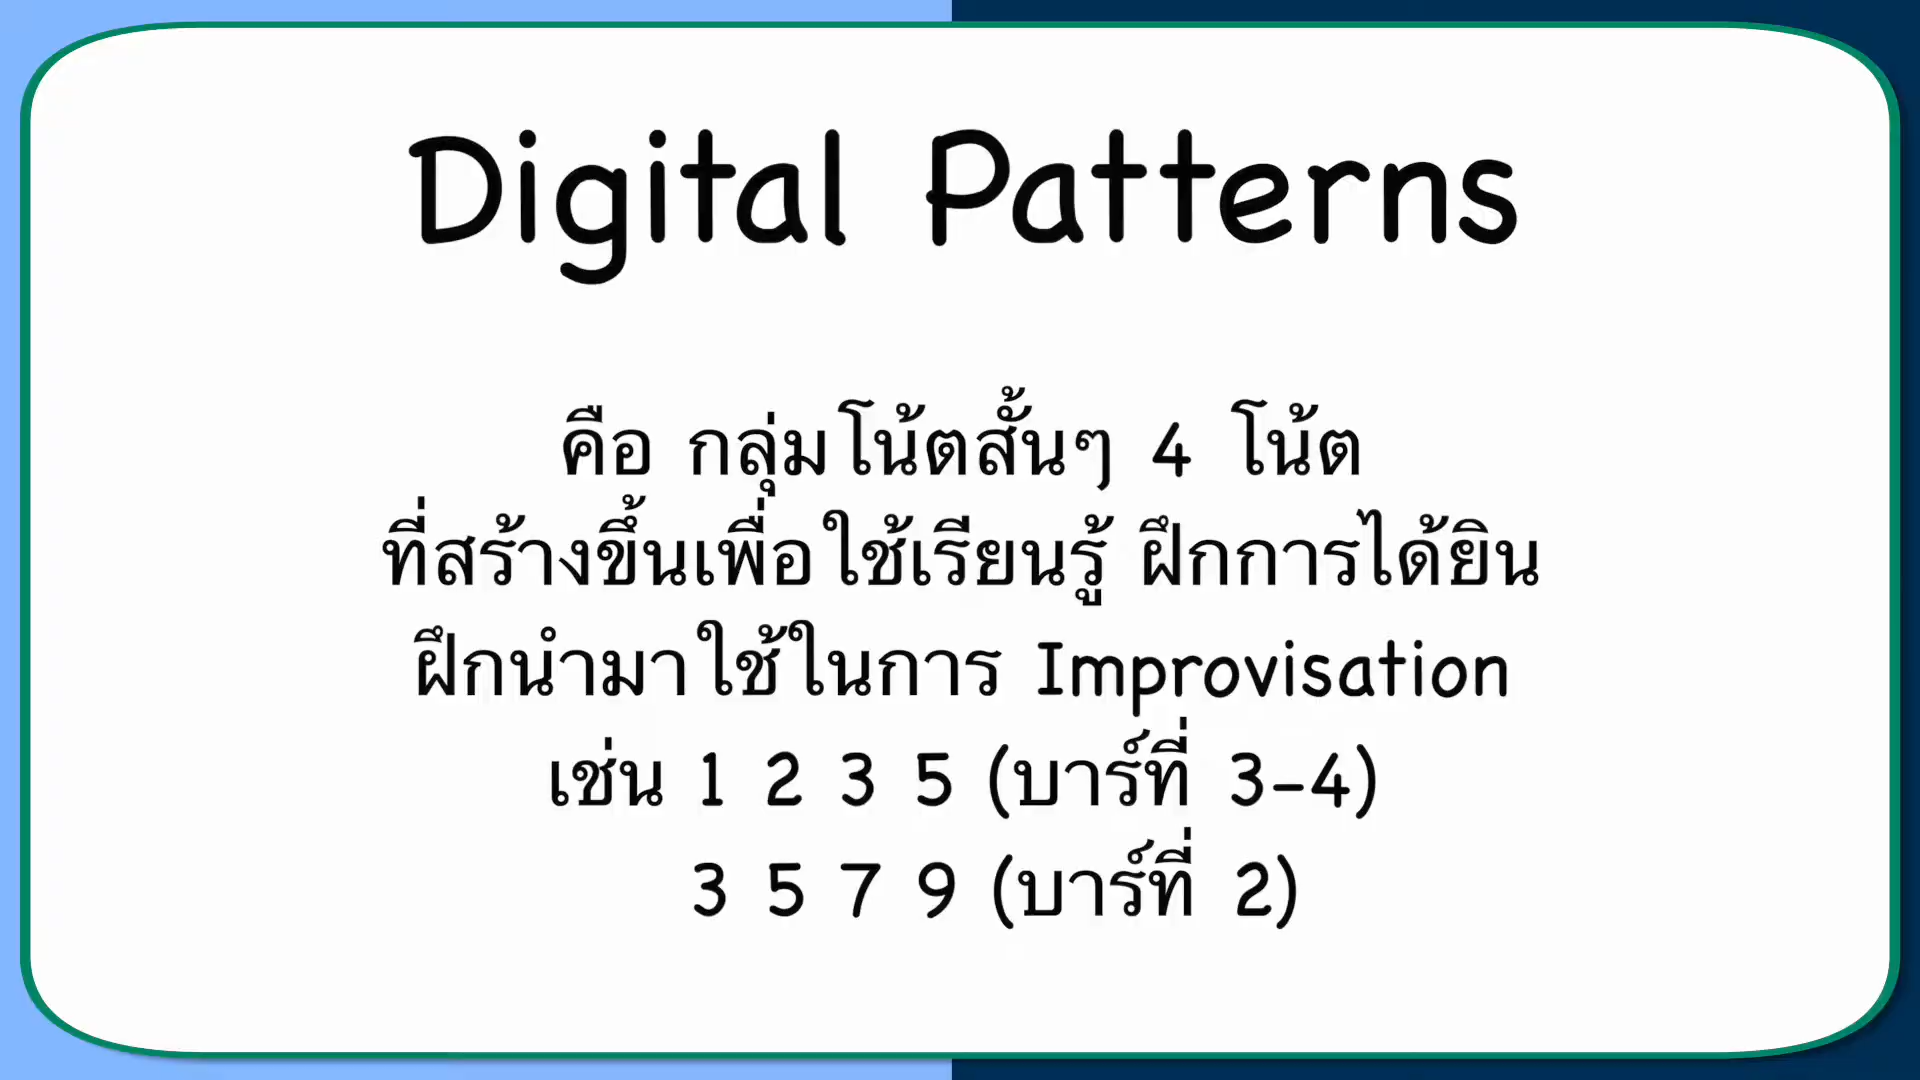 Digital Patterns
คือ กลุ่มโน้ตสั้นๆ 4 โน้ต
ที่สร้างขึ้นเพื่อใช้เรียนรู้ ฝึกการได้ยิน
ฝึกนำมาใช้ในการ Improvisation
เช่น 1 2 3 5 (บาร์ที่ 3-4)
3 5 7 9 (บาร์ที่ 2)